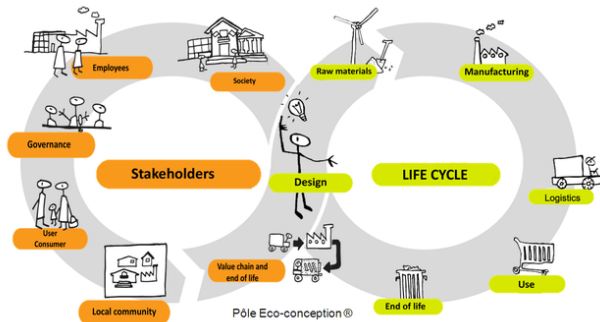 Employees
Society
Governance
Stakeholders
User
Consumer
Local community
Value chain and
end of life
Design
Raw materials
Manufacturing
LIFE CYCLE
Logistics
Use
End of life
Pôle Eco-conception ®